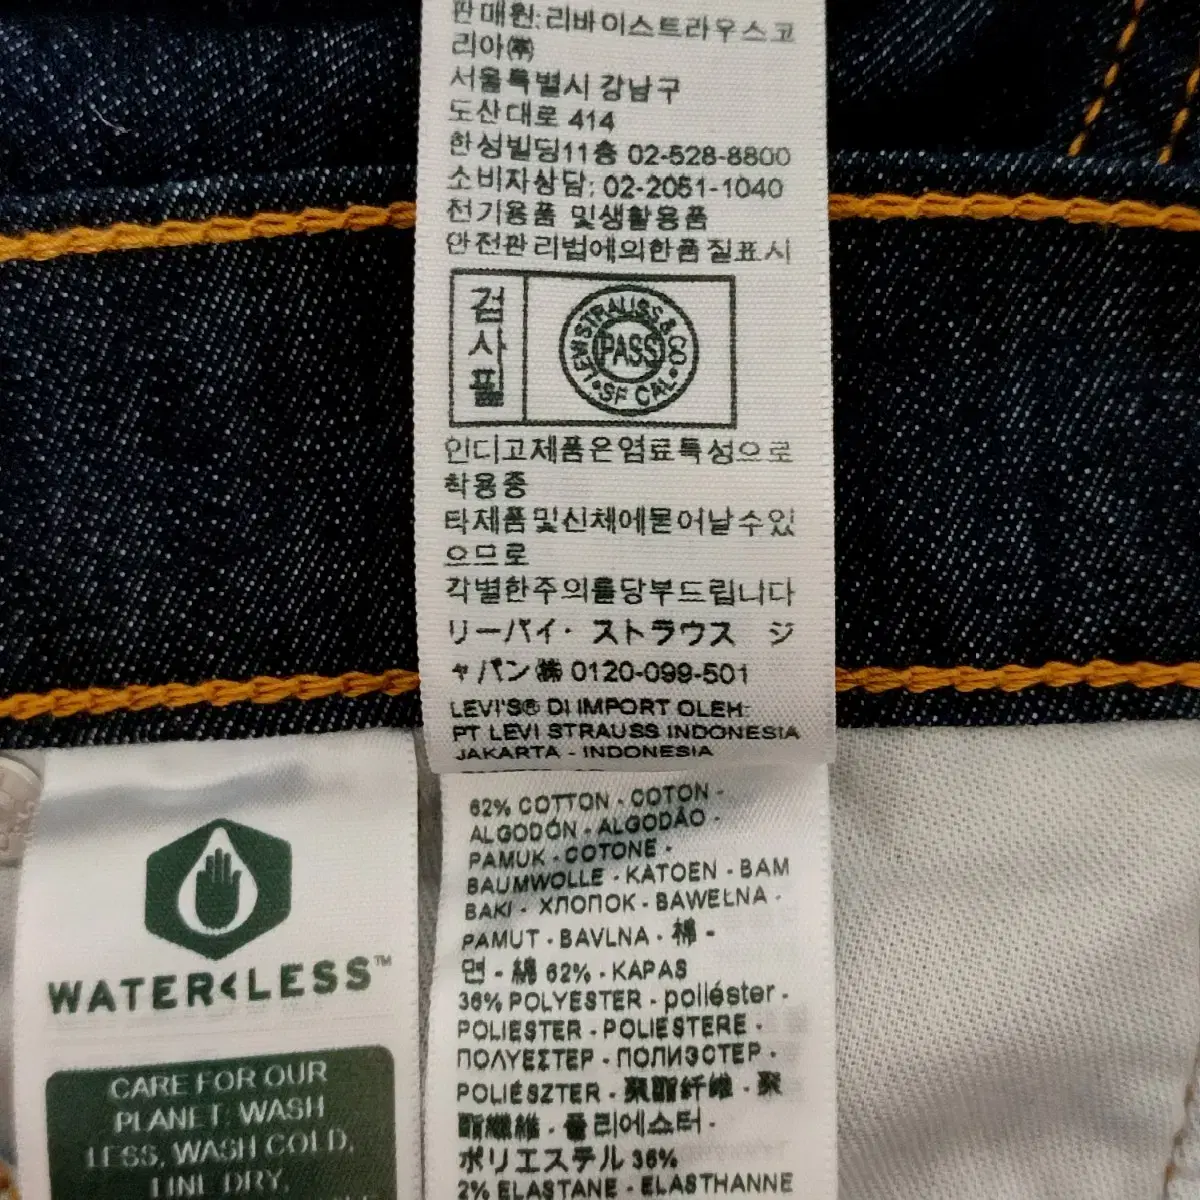 판매원: 리바이스트라우스코
리아㈜
서울특별시 강남구
도산대로 414
한성빌딩11층 02-528-8800
소비자상담: 02-2051-1040
전기용품 및생활용품
안전관리법에의한품질표시
검
사
필
LEVI STRAUSS & CO
PASS
SF CAL
인디고제품은염료특성으로
착용중
타제품및신체에묻어날수있
으므로
각별한주의를당부드립니다
リーバイ・ストラウス ジ
ャパン㈱ 0120-099-501
LEVI'S® DI IMPORT OLEH:
PT LEVI STRAUSS INDONESIA
JAKARTA - INDONESIA
62% COTTON - COTON -
ALGODÓN - ALGODÃO -
PAMUK - COTONE -
BAUMWOLLE - KATOEN - BAM
BAKI - ХЛОПОК - BAWEŁNA -
PAMUT - BAVLNA - 棉 -
면 - 綿 62% - KAPAS
36% POLYESTER - poliéster -
POLIESTER - POLIESTERE -
ΠΟΛΥΕΣΤΕΡ - ПОЛИЭСТЕР -
POLIÉSZTER - 聚酯纤维 - 聚
酯纖維 - 폴리에스터 -
ポリエステル 36%
2% ELASTANE - ELASTHANNE
WATER<LESS™
CARE FOR OUR
PLANET: WASH
LESS, WASH COLD,
LINE DRY,